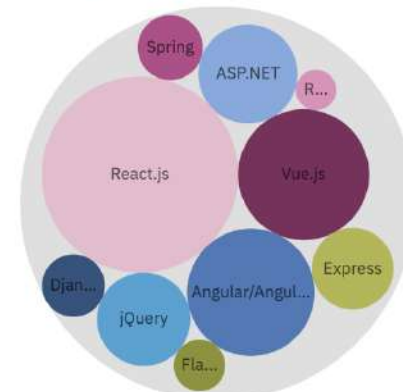 Spring
ASP.NET
R...
React.js
Vue.js
Express
Djan...
Angular/Angul...
jQuery
Fla...